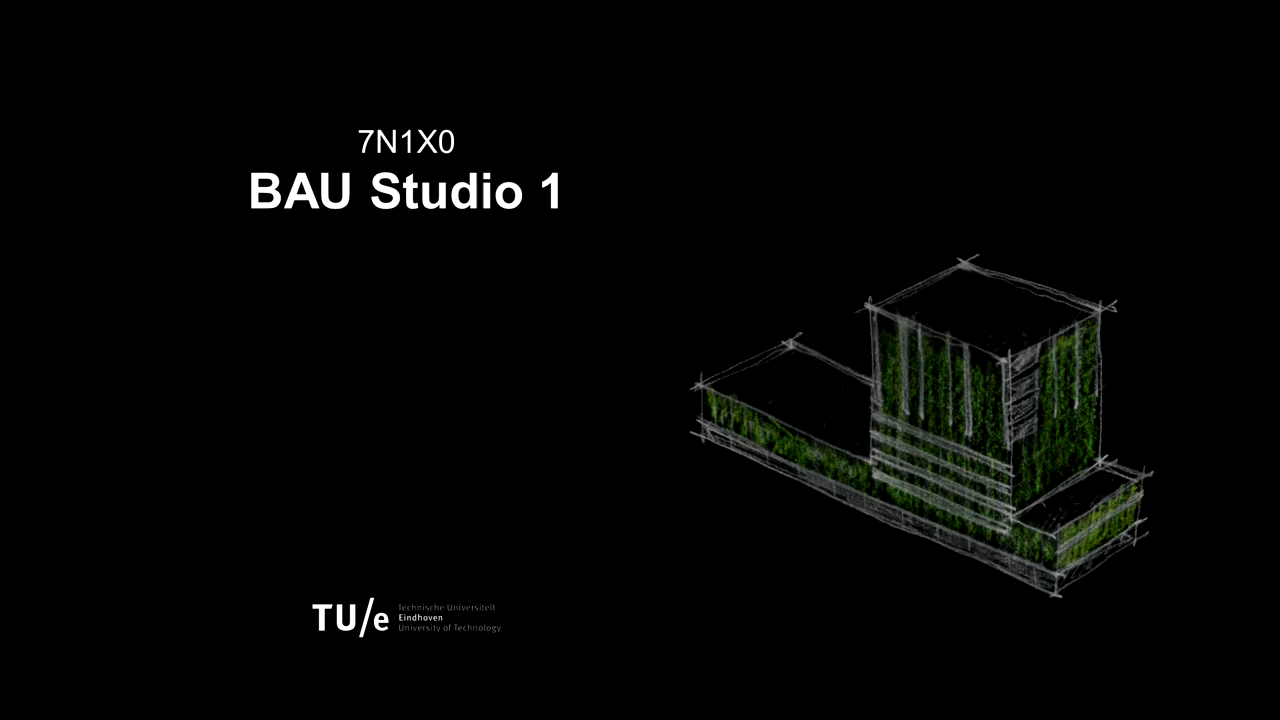 7N1X0
BAU Studio 1
TU/e
Technische Universiteit
Eindhoven
University of Technology